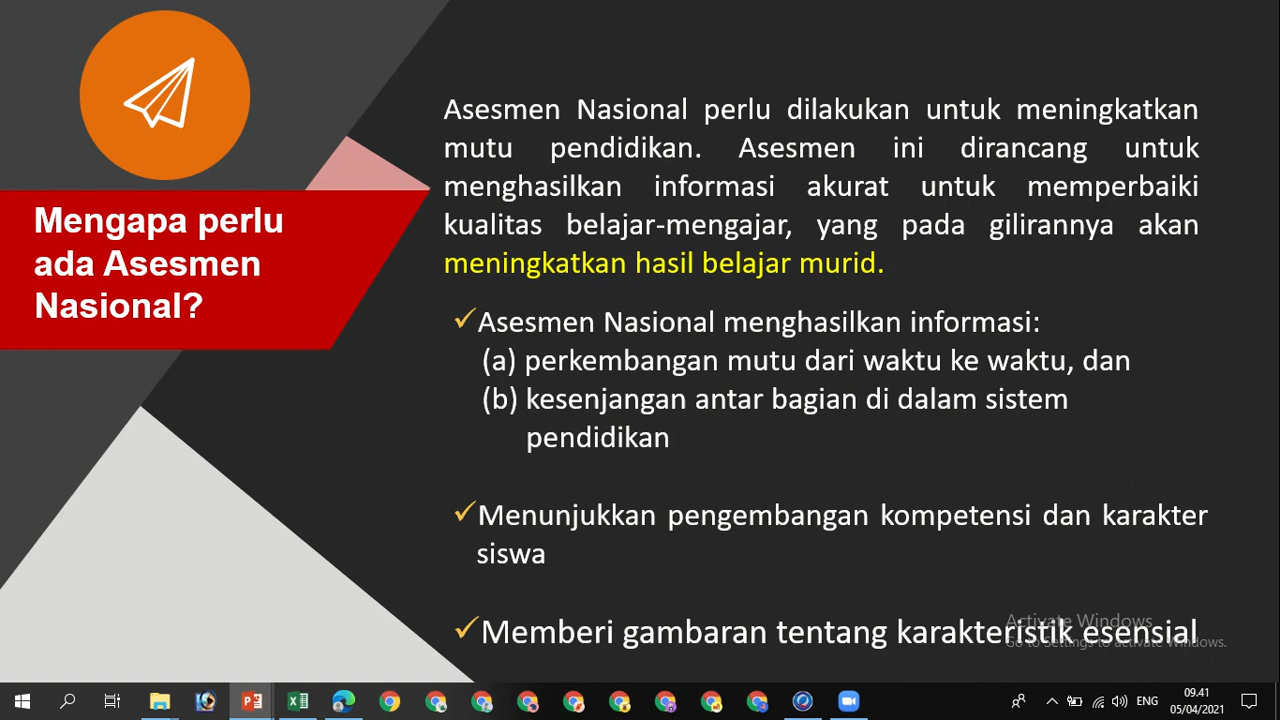 Mengapa perlu
ada Asesmen
Nasional?
Asesmen Nasional perlu dilakukan untuk meningkatkan
mutu pendidikan. Asesmen ini dirancang untuk
menghasilkan informasi akurat untuk memperbaiki
kualitas belajar-mengajar, yang pada gilirannya akan
meningkatkan hasil belajar murid.
✓Asesmen Nasional menghasilkan informasi:
(a) perkembangan mutu dari waktu ke waktu, dan
(b) kesenjangan antar bagian di dalam sistem
pendidikan
✓Menunjukkan pengembangan kompetensi dan karakter
siswa
✓Memberi gambaran tentang karakteristik esensial
Activate Windows
Go to Settings to activate Windows.
ENG
09.41
05/04/2021